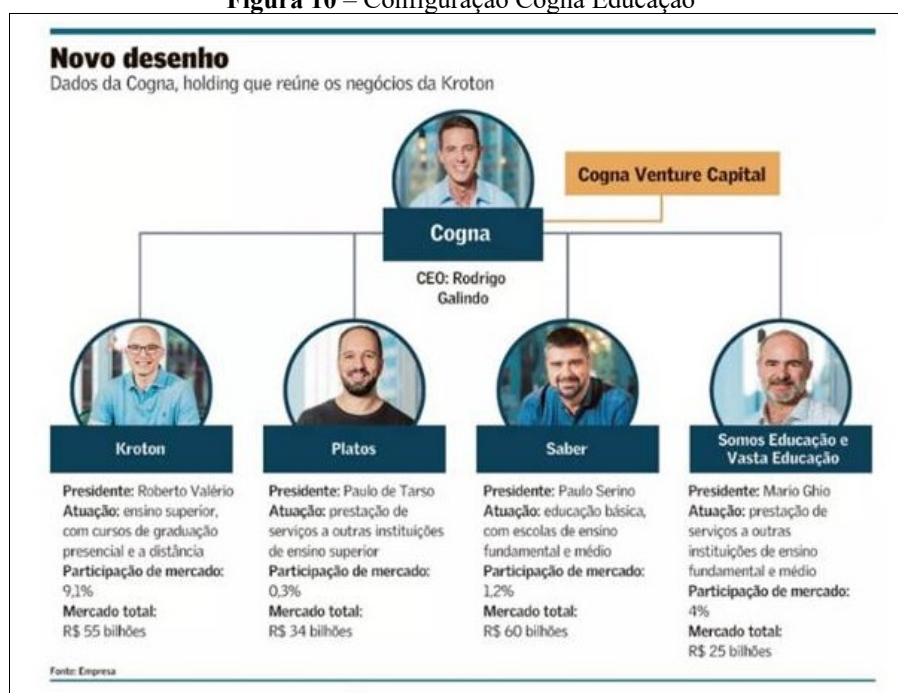 Figura 10 – Configuração Cogna Educação
Novo desenho
Dados da Cogna, holding que reúne os negócios da Kroton
Cogna Venture Capital
Cogna
CEO: Rodrigo
Galindo
Kroton
Presidente: Roberto Valério
Atuação: ensino superior,
com cursos de graduação
presencial e a distância
Participação de mercado:
9,1%
Mercado total:
R$ 55 bilhões
Platos
Presidente: Paulo de Tarso
Atuação: prestação de
serviços a outras instituições
de ensino superior
Participação de mercado:
0,3%
Mercado total:
R$ 34 bilhões
Saber
Presidente: Paulo Serino
Atuação: educação básica,
com escolas de ensino
fundamental e médio
Participação de mercado:
1,2%
Mercado total:
R$ 60 bilhões
Somos Educação e
Vasta Educação
Presidente: Mario Ghio
Atuação: prestação de
serviços a outras
instituições de ensino
fundamental e médio
Participação de mercado:
4%
Mercado total:
R$ 25 bilhões
Fonte: Empresa